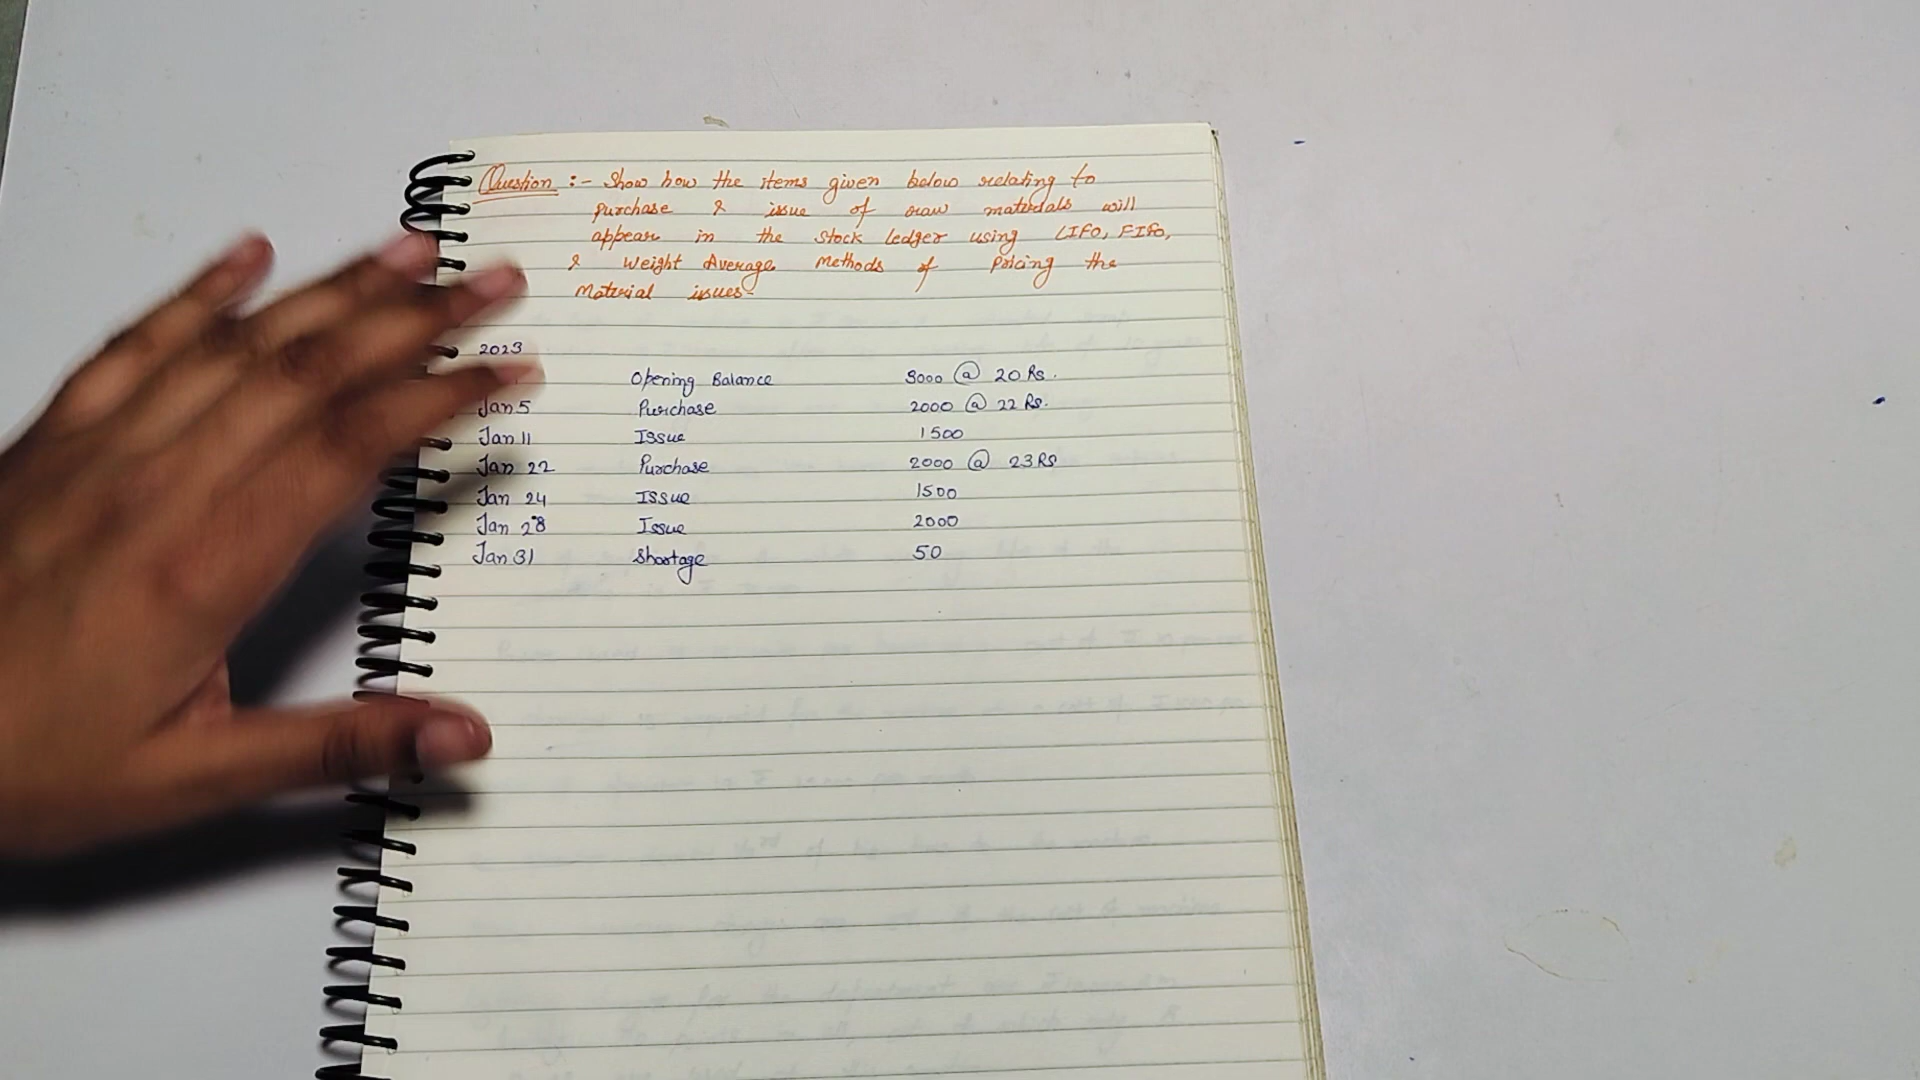 Question :- Show how the items given below relating to
purchase & issue of raw materials will
appear in the stock ledger using LIFO, FIFO,
& Weight Average Methods of Pricing the
Material issues-
2023
Opening Balance 3000 @ 20 Rs.
Jan 5 Purchase 2000 @ 22 Rs.
Jan 11 Issue 1500
Jan 22 Purchase 2000 @ 23 Rs
Jan 24 Issue 1500
Jan 28 Issue 2000
Jan 31 Shortage 50